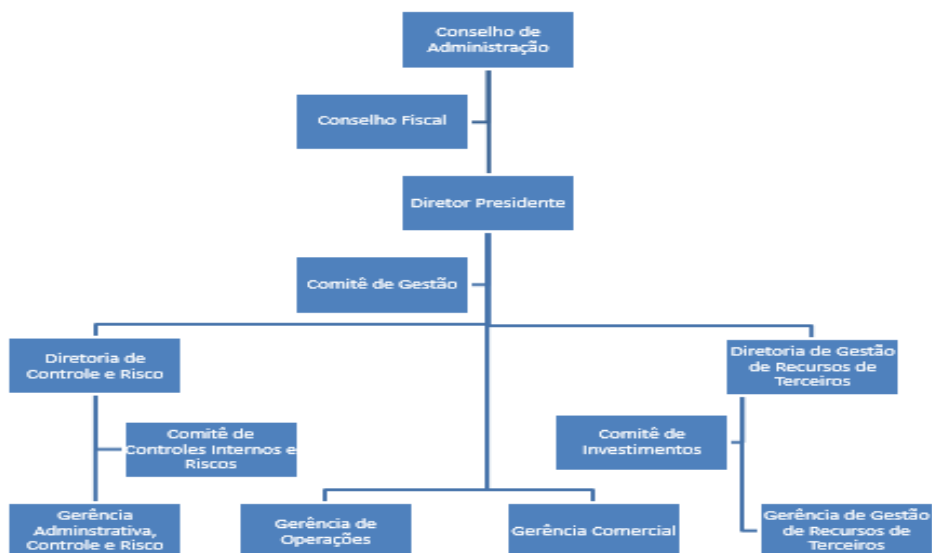 Conselho de
Administração
Conselho Fiscal
Diretor Presidente
Comitê de Gestão
Diretoria de
Controle e Risco
Diretoria de Gestão
de Recursos de
Terceiros
Comitê de
Controles Internos e
Riscos
Comitê de
Investimentos
Gerência
Adminstrativa,
Controle e Risco
Gerência de
Operações
Gerência Comercial
Gerência de Gestão
de Recursos de
Terceiros